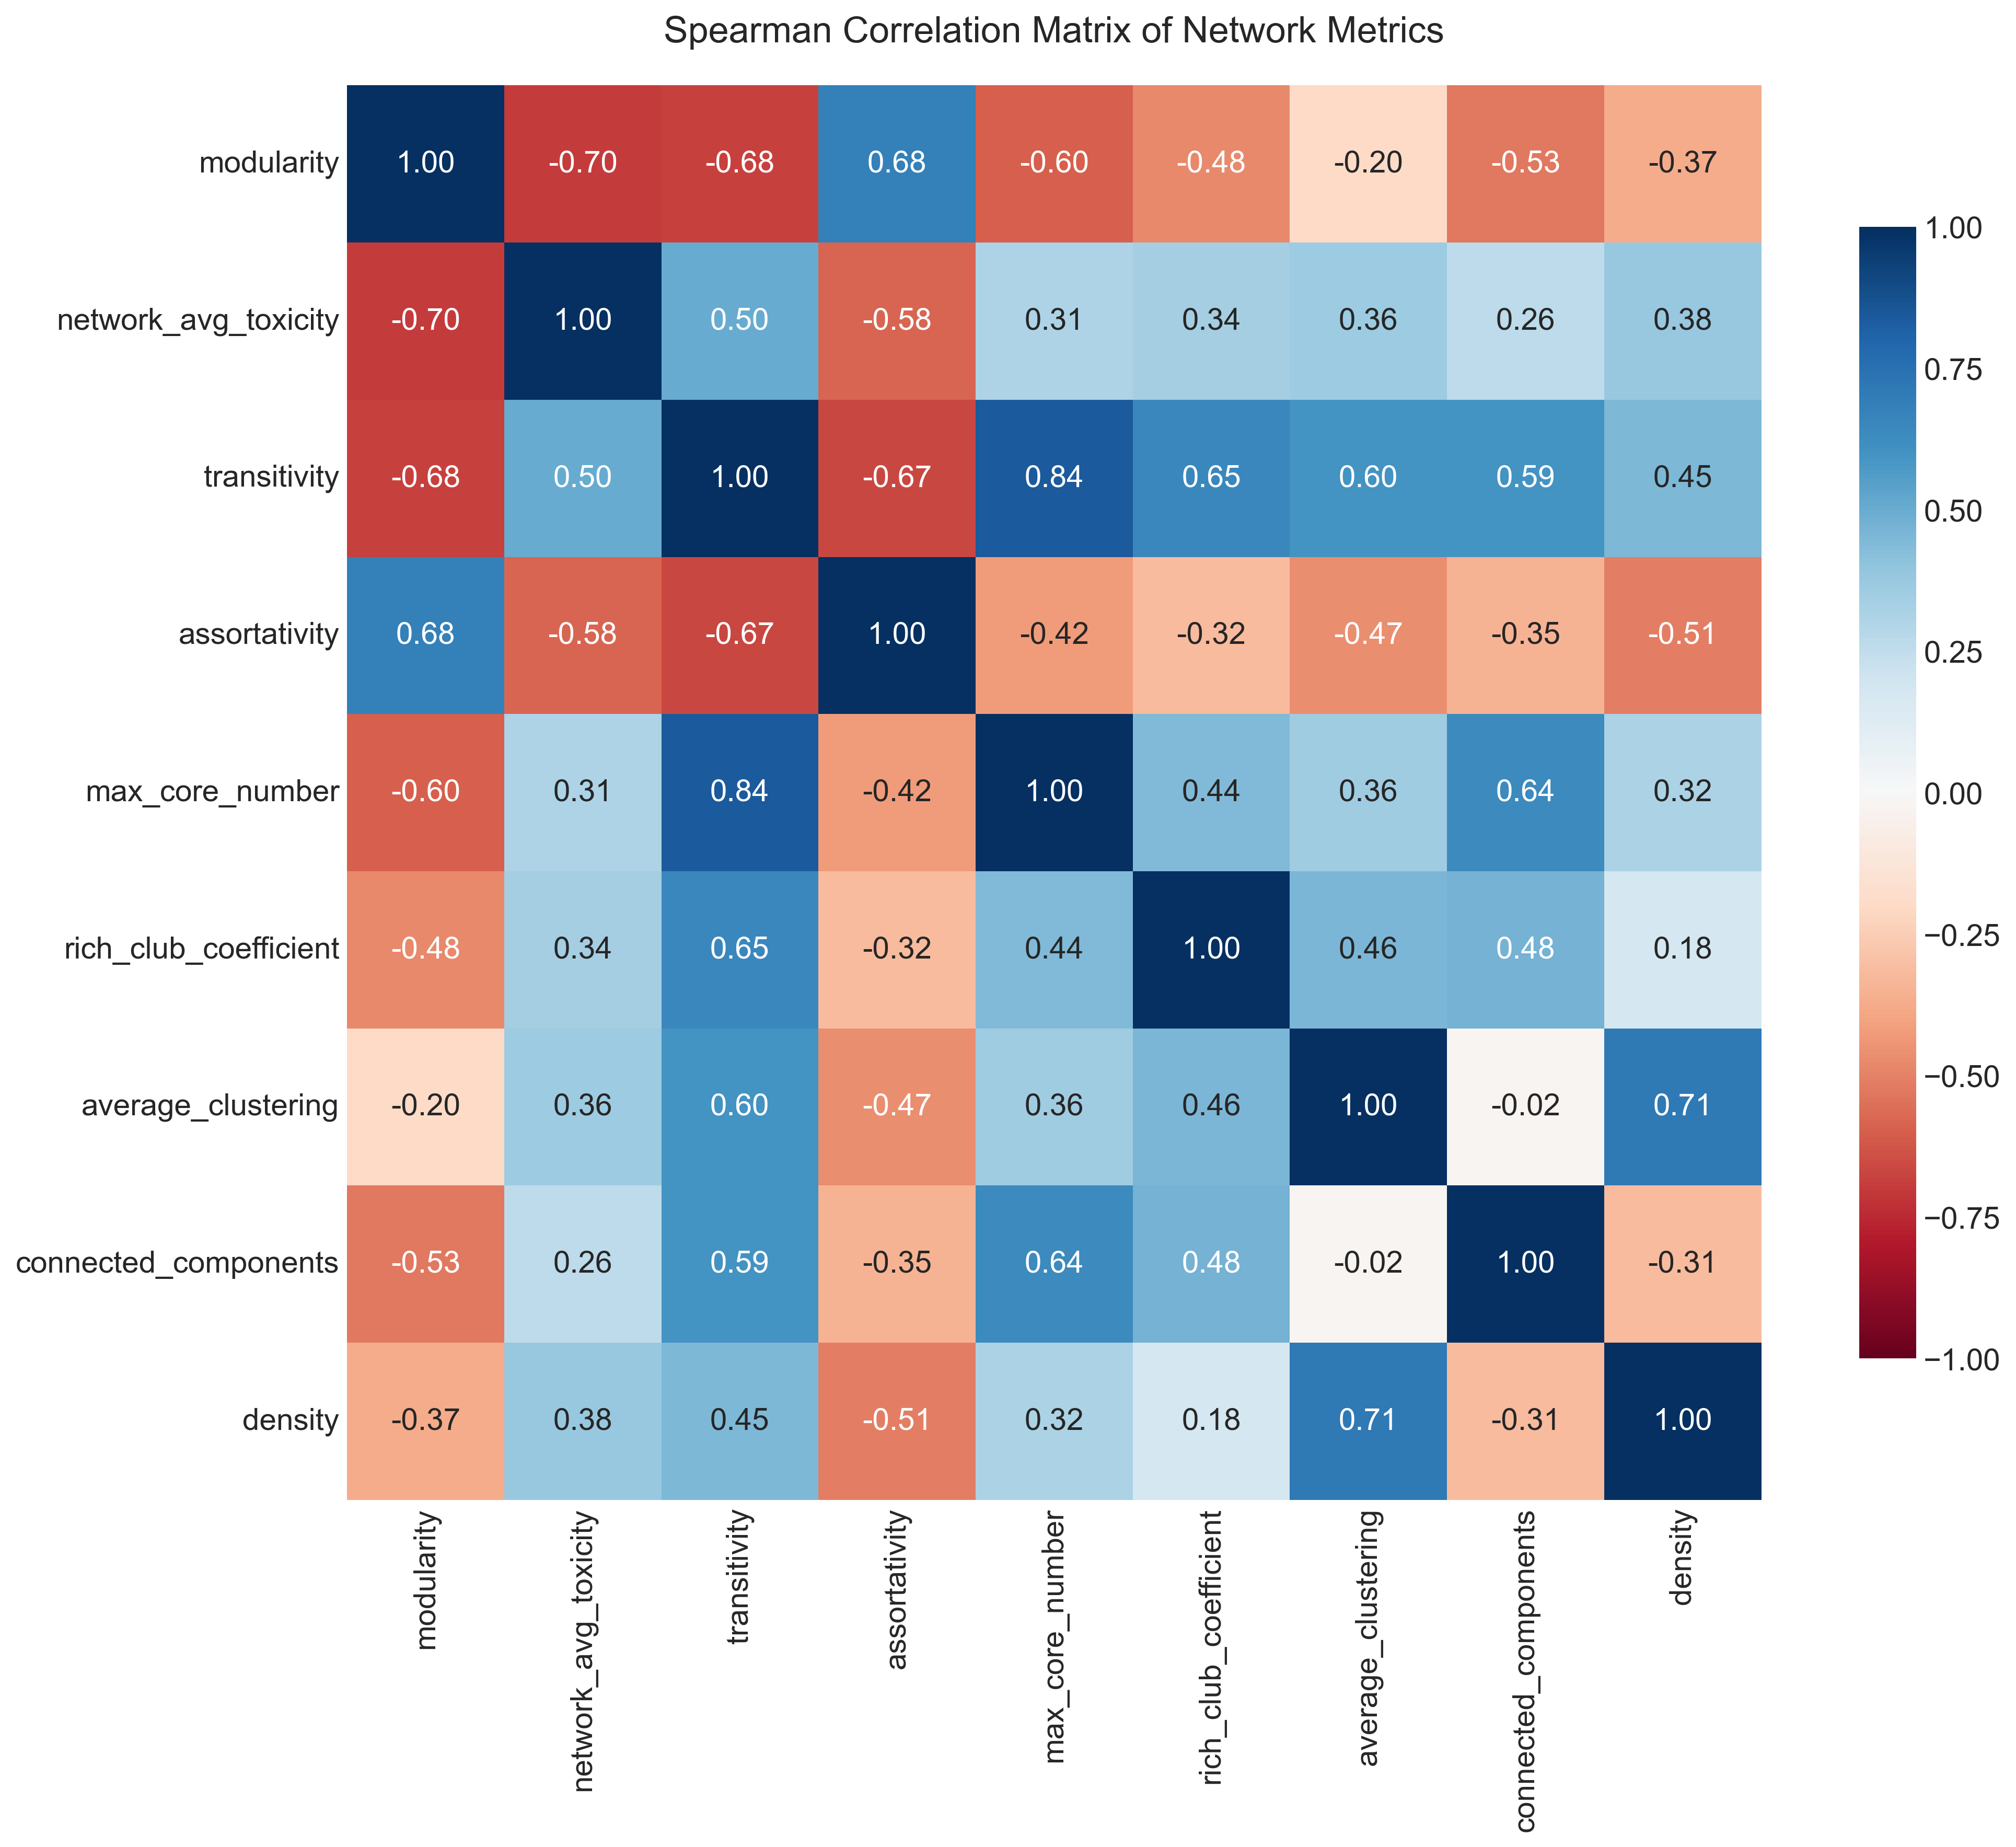 Spearman Correlation Matrix of Network Metrics
modularity 1.00 -0.70 -0.68 0.68 -0.60 -0.48 -0.20 -0.53 -0.37
network_avg_toxicity -0.70 1.00 0.50 -0.58 0.31 0.34 0.36 0.26 0.38
transitivity -0.68 0.50 1.00 -0.67 0.84 0.65 0.60 0.59 0.45
assortativity 0.68 -0.58 -0.67 1.00 -0.42 -0.32 -0.47 -0.35 -0.51
max_core_number -0.60 0.31 0.84 -0.42 1.00 0.44 0.36 0.64 0.32
rich_club_coefficient -0.48 0.34 0.65 -0.32 0.44 1.00 0.46 0.48 0.18
average_clustering -0.20 0.36 0.60 -0.47 0.36 0.46 1.00 -0.02 0.71
connected_components -0.53 0.26 0.59 -0.35 0.64 0.48 -0.02 1.00 -0.31
density -0.37 0.38 0.45 -0.51 0.32 0.18 0.71 -0.31 1.00
modularity
network_avg_toxicity
transitivity
assortativity
max_core_number
rich_club_coefficient
average_clustering
connected_components
density
1.00
0.75
0.50
0.25
0.00
−0.25
−0.50
−0.75
−1.00